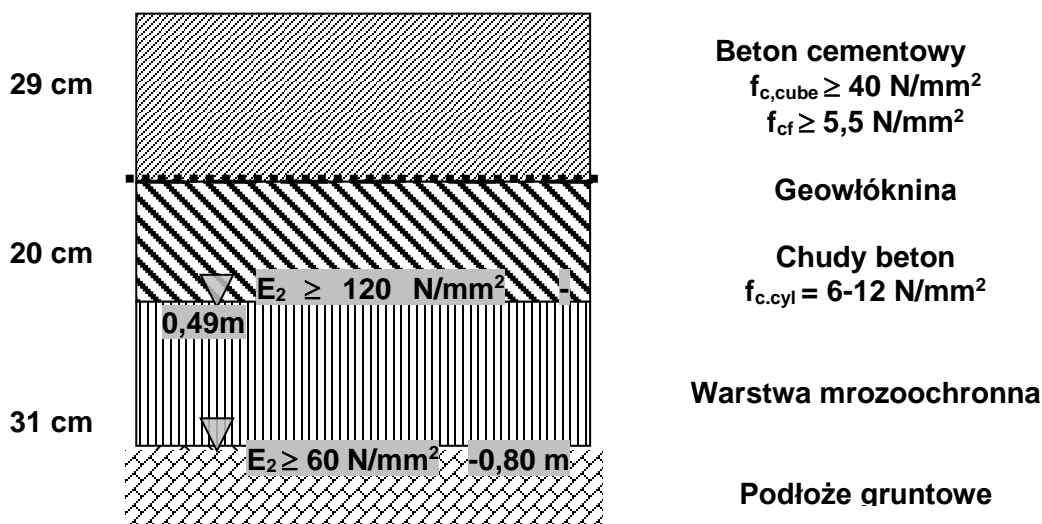 29 cm
Beton cementowy
fc,cube ≥ 40 N/mm²
fcf ≥ 5,5 N/mm²
Geowłóknina
20 cm
Chudy beton
fc.cyl = 6-12 N/mm²
E₂ ≥ 120 N/mm² -
0,49m
31 cm
Warstwa mrozoochronna
E₂ ≥ 60 N/mm² -0,80 m
Podłoże gruntowe